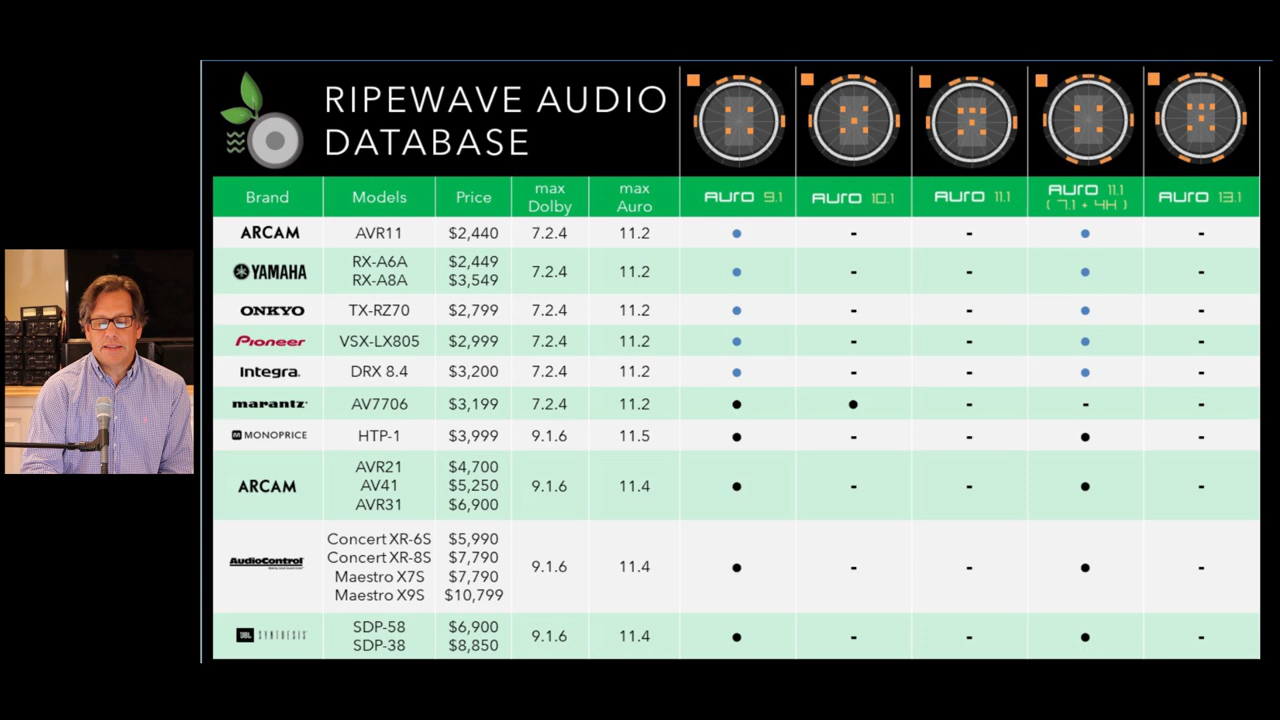 RIPEWAVE AUDIO
DATABASE
Brand Models Price max Dolby max Auro AURO 9.1 AURO 10.1 AURO 11.1 AURO 11.1 ( 7.1 + 4H ) AURO 13.1
ARCAM AVR11 $2,440 7.2.4 11.2 ● - - ● -
YAMAHA RX-A6A $2,449 7.2.4 11.2 ● - - ● -
RX-A8A $3,549
ONKYO TX-RZ70 $2,799 7.2.4 11.2 ● - - ● -
Pioneer VSX-LX805 $2,999 7.2.4 11.2 ● - - ● -
Integra DRX 8.4 $3,200 7.2.4 11.2 ● - - ● -
marantz AV7706 $3,199 7.2.4 11.2 ● ● - - -
MONOPRICE HTP-1 $3,999 9.1.6 11.5 ● - - ● -
AVR21 $4,700
ARCAM AV41 $5,250 9.1.6 11.4 ● - - ● -
AVR31 $6,900
Concert XR-6S $5,990
Concert XR-8S $7,790
AudioControl 9.1.6 11.4 ● - - ● -
Maestro X7S $7,790
Maestro X9S $10,799
SDP-58 $6,900
JBL SYNTHESIS 9.1.6 11.4 ● - - ● -
SDP-38 $8,850